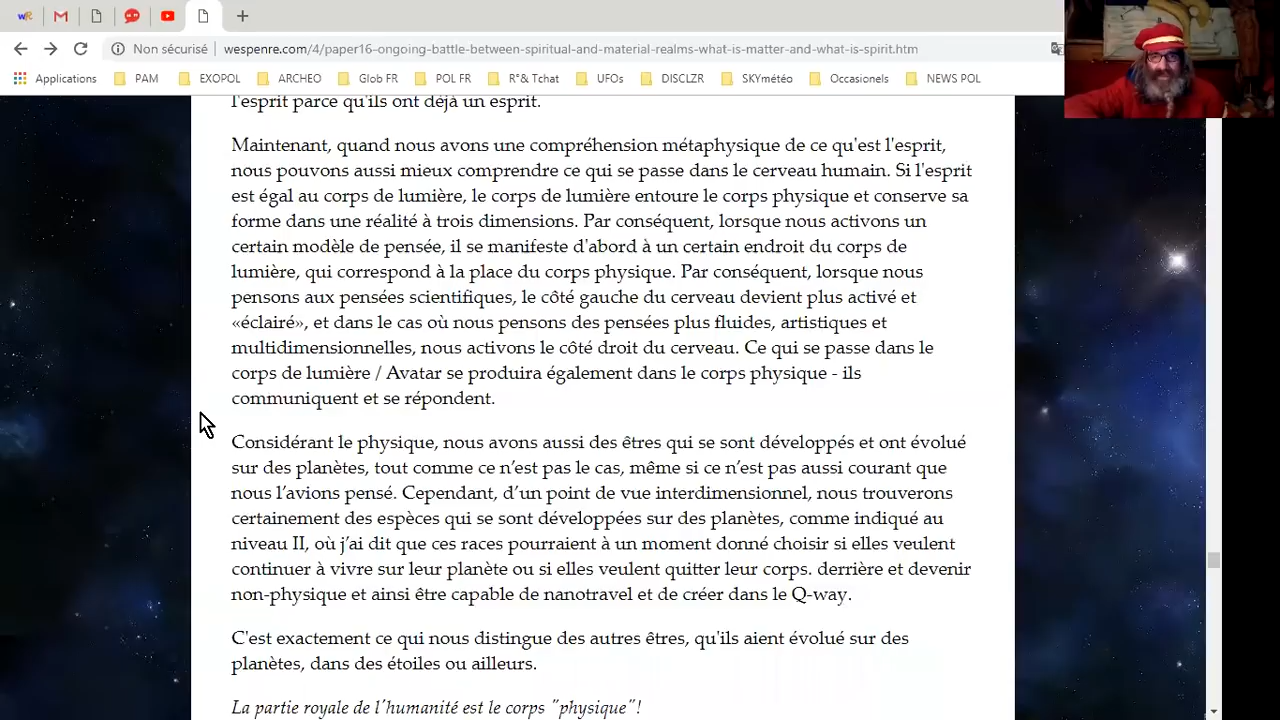 Non sécurisé
wespenre.com/4/paper16-ongoing-battle-between-spiritual-and-material-realms-what-is-matter-and-what-is-spirit.htm
Applications PAM EXOPOL ARCHEO Glob FR POL FR R°& Tchat UFOs DISCLZR SKYmétéo Occasionels NEWS POL
l'esprit parce qu'ils ont déjà un esprit.
Maintenant, quand nous avons une compréhension métaphysique de ce qu'est l'esprit,
nous pouvons aussi mieux comprendre ce qui se passe dans le cerveau humain. Si l'esprit
est égal au corps de lumière, le corps de lumière entoure le corps physique et conserve sa
forme dans une réalité à trois dimensions. Par conséquent, lorsque nous activons un
certain modèle de pensée, il se manifeste d'abord à un certain endroit du corps de
lumière, qui correspond à la place du corps physique. Par conséquent, lorsque nous
pensons aux pensées scientifiques, le côté gauche du cerveau devient plus activé et
«éclairé», et dans le cas où nous pensons des pensées plus fluides, artistiques et
multidimensionnelles, nous activons le côté droit du cerveau. Ce qui se passe dans le
corps de lumière / Avatar se produira également dans le corps physique - ils
communiquent et se répondent.
Considérant le physique, nous avons aussi des êtres qui se sont développés et ont évolué
sur des planètes, tout comme ce n’est pas le cas, même si ce n’est pas aussi courant que
nous l’avions pensé. Cependant, d’un point de vue interdimensionnel, nous trouverons
certainement des espèces qui se sont développées sur des planètes, comme indiqué au
niveau II, où j’ai dit que ces races pourraient à un moment donné choisir si elles veulent
continuer à vivre sur leur planète ou si elles veulent quitter leur corps. derrière et devenir
non-physique et ainsi être capable de nanotravel et de créer dans le Q-way.
C'est exactement ce qui nous distingue des autres êtres, qu'ils aient évolué sur des
planètes, dans des étoiles ou ailleurs.
La partie royale de l'humanité est le corps "physique"!